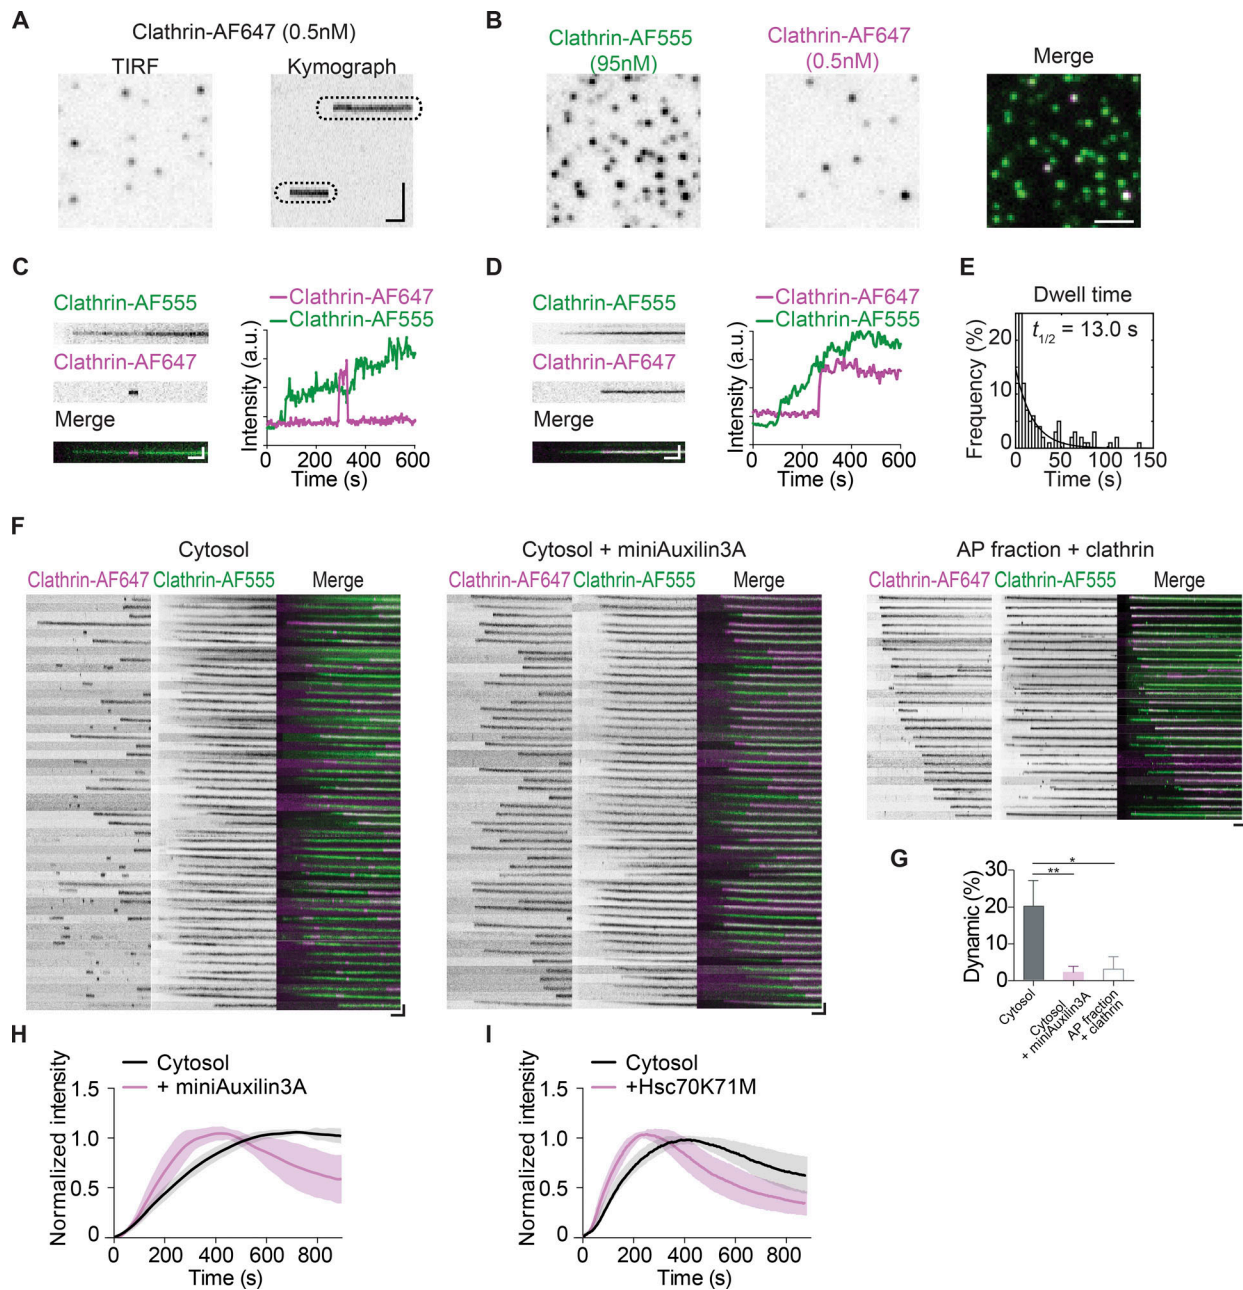 A
Clathrin-AF647 (0.5nM)
TIRF
Kymograph
B
Clathrin-AF555
(95nM)
Clathrin-AF647
(0.5nM)
Merge
C
Clathrin-AF555
Clathrin-AF647
Merge
Clathrin-AF647
Clathrin-AF555
Intensity (a.u.)
0 200 400 600
Time (s)
D
Clathrin-AF555
Clathrin-AF647
Merge
Clathrin-AF647
Clathrin-AF555
Intensity (a.u.)
0 200 400 600
Time (s)
E
Dwell time
t1/2 = 13.0 s
Frequency (%)
20
10
0
0 50 100 150
Time (s)
F
Cytosol
Clathrin-AF647 Clathrin-AF555 Merge
Cytosol + miniAuxilin3A
Clathrin-AF647 Clathrin-AF555 Merge
AP fraction + clathrin
Clathrin-AF647 Clathrin-AF555 Merge
G
*
**
Dynamic (%)
30
20
10
0
Cytosol
Cytosol
+ miniAuxilin3A
AP fraction
+ clathrin
H
Cytosol
+ miniAuxilin3A
Normalized intensity
1.5
1.0
0.5
0
0 200 400 600 800
Time (s)
I
Cytosol
+Hsc70K71M
Normalized intensity
1.5
1.0
0.5
0
0 200 400 600 800
Time (s)